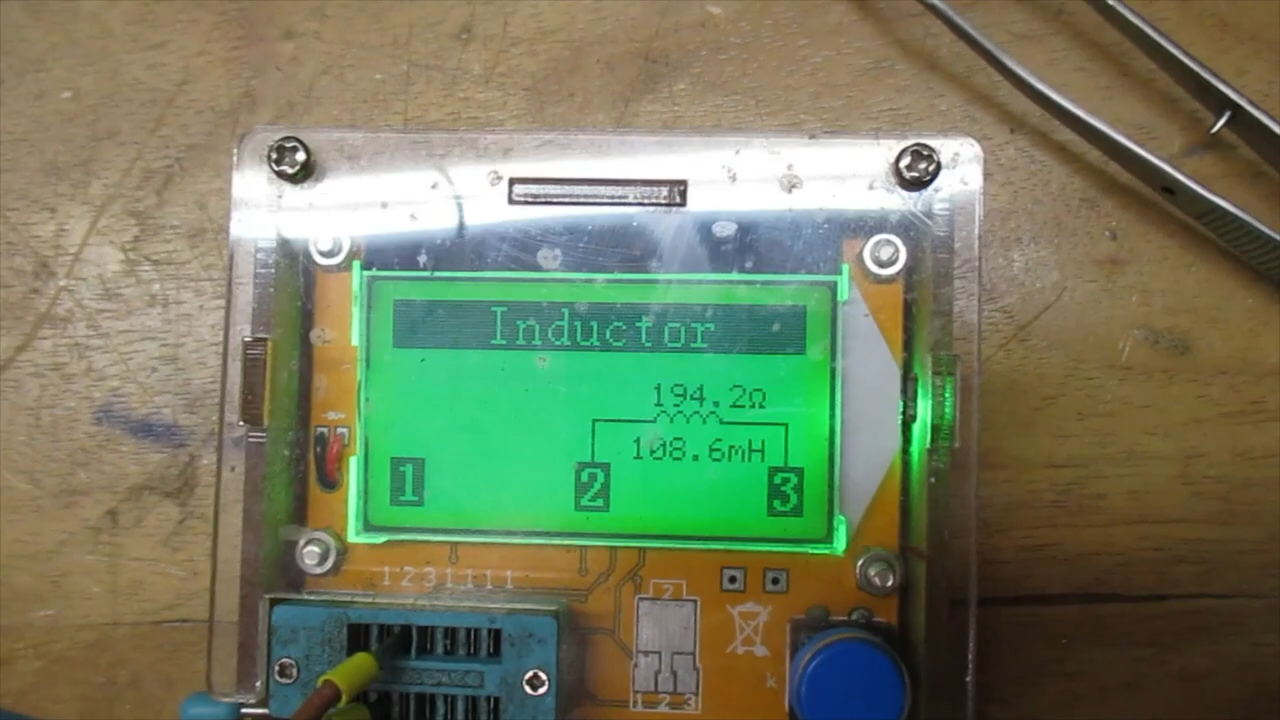 Inductor
194.2Ω
108.6mH
1 2 3
1231111
2
1 2 3
k